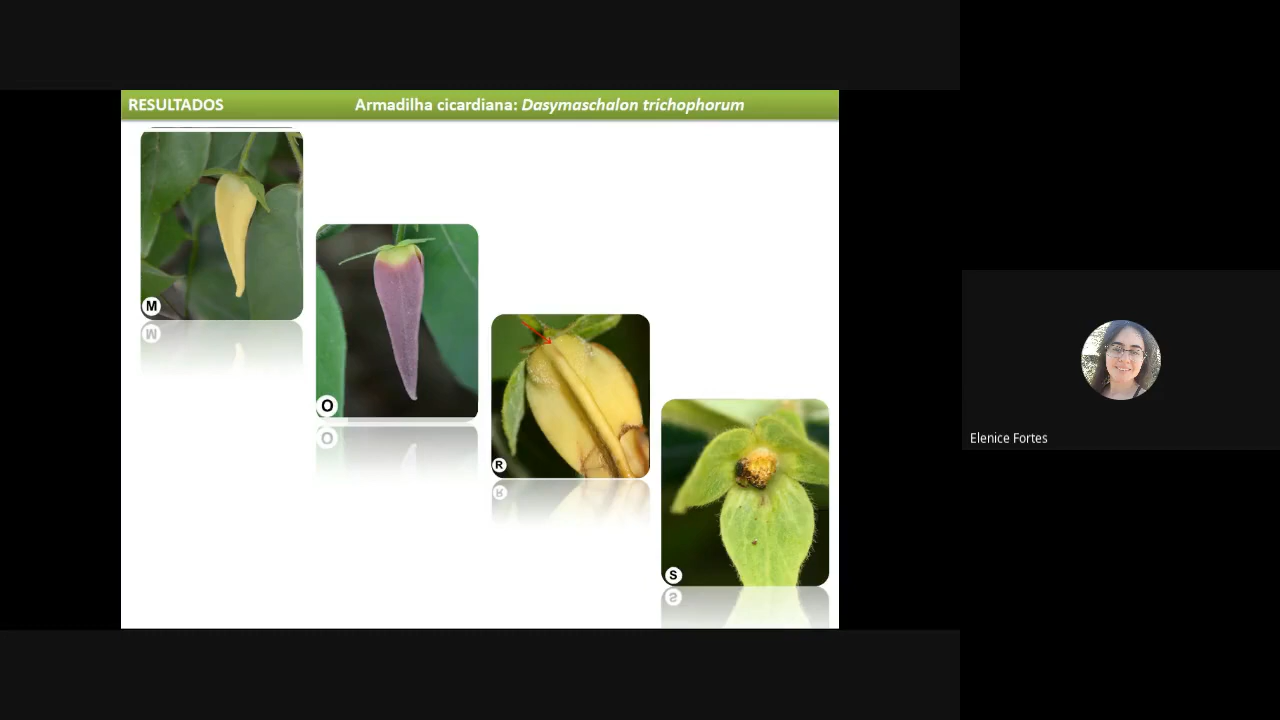 RESULTADOS
Armadilha cicardiana: Dasymaschalon trichophorum
M
M
O
O
R
R
S
S
Elenice Fortes